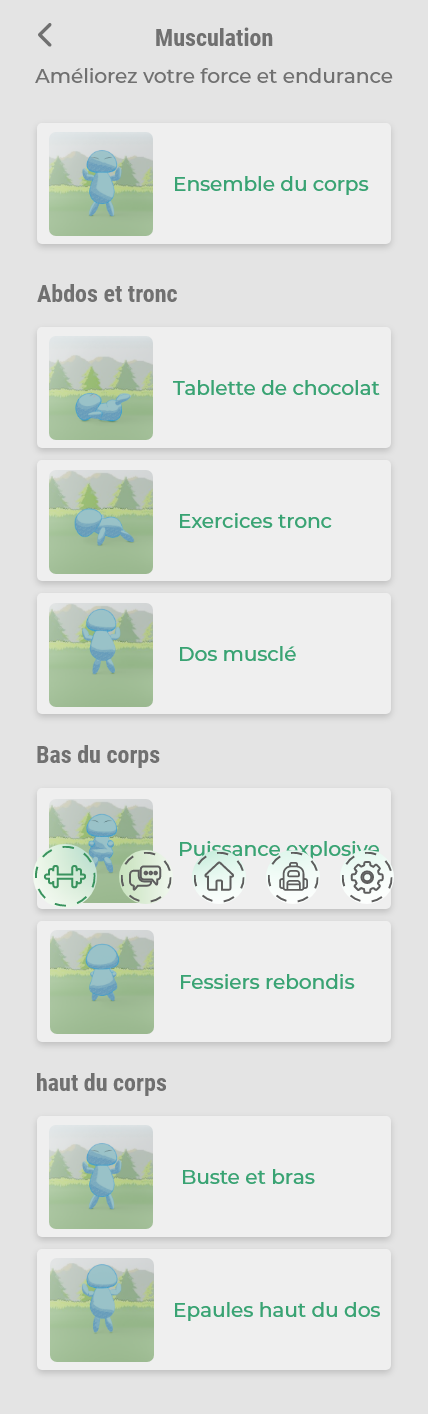 Musculation
Améliorez votre force et endurance
Ensemble du corps
Abdos et tronc
Tablette de chocolat
Exercices tronc
Dos musclé
Bas du corps
Puissance explosive
Fessiers rebondis
haut du corps
Buste et bras
Epaules haut du dos